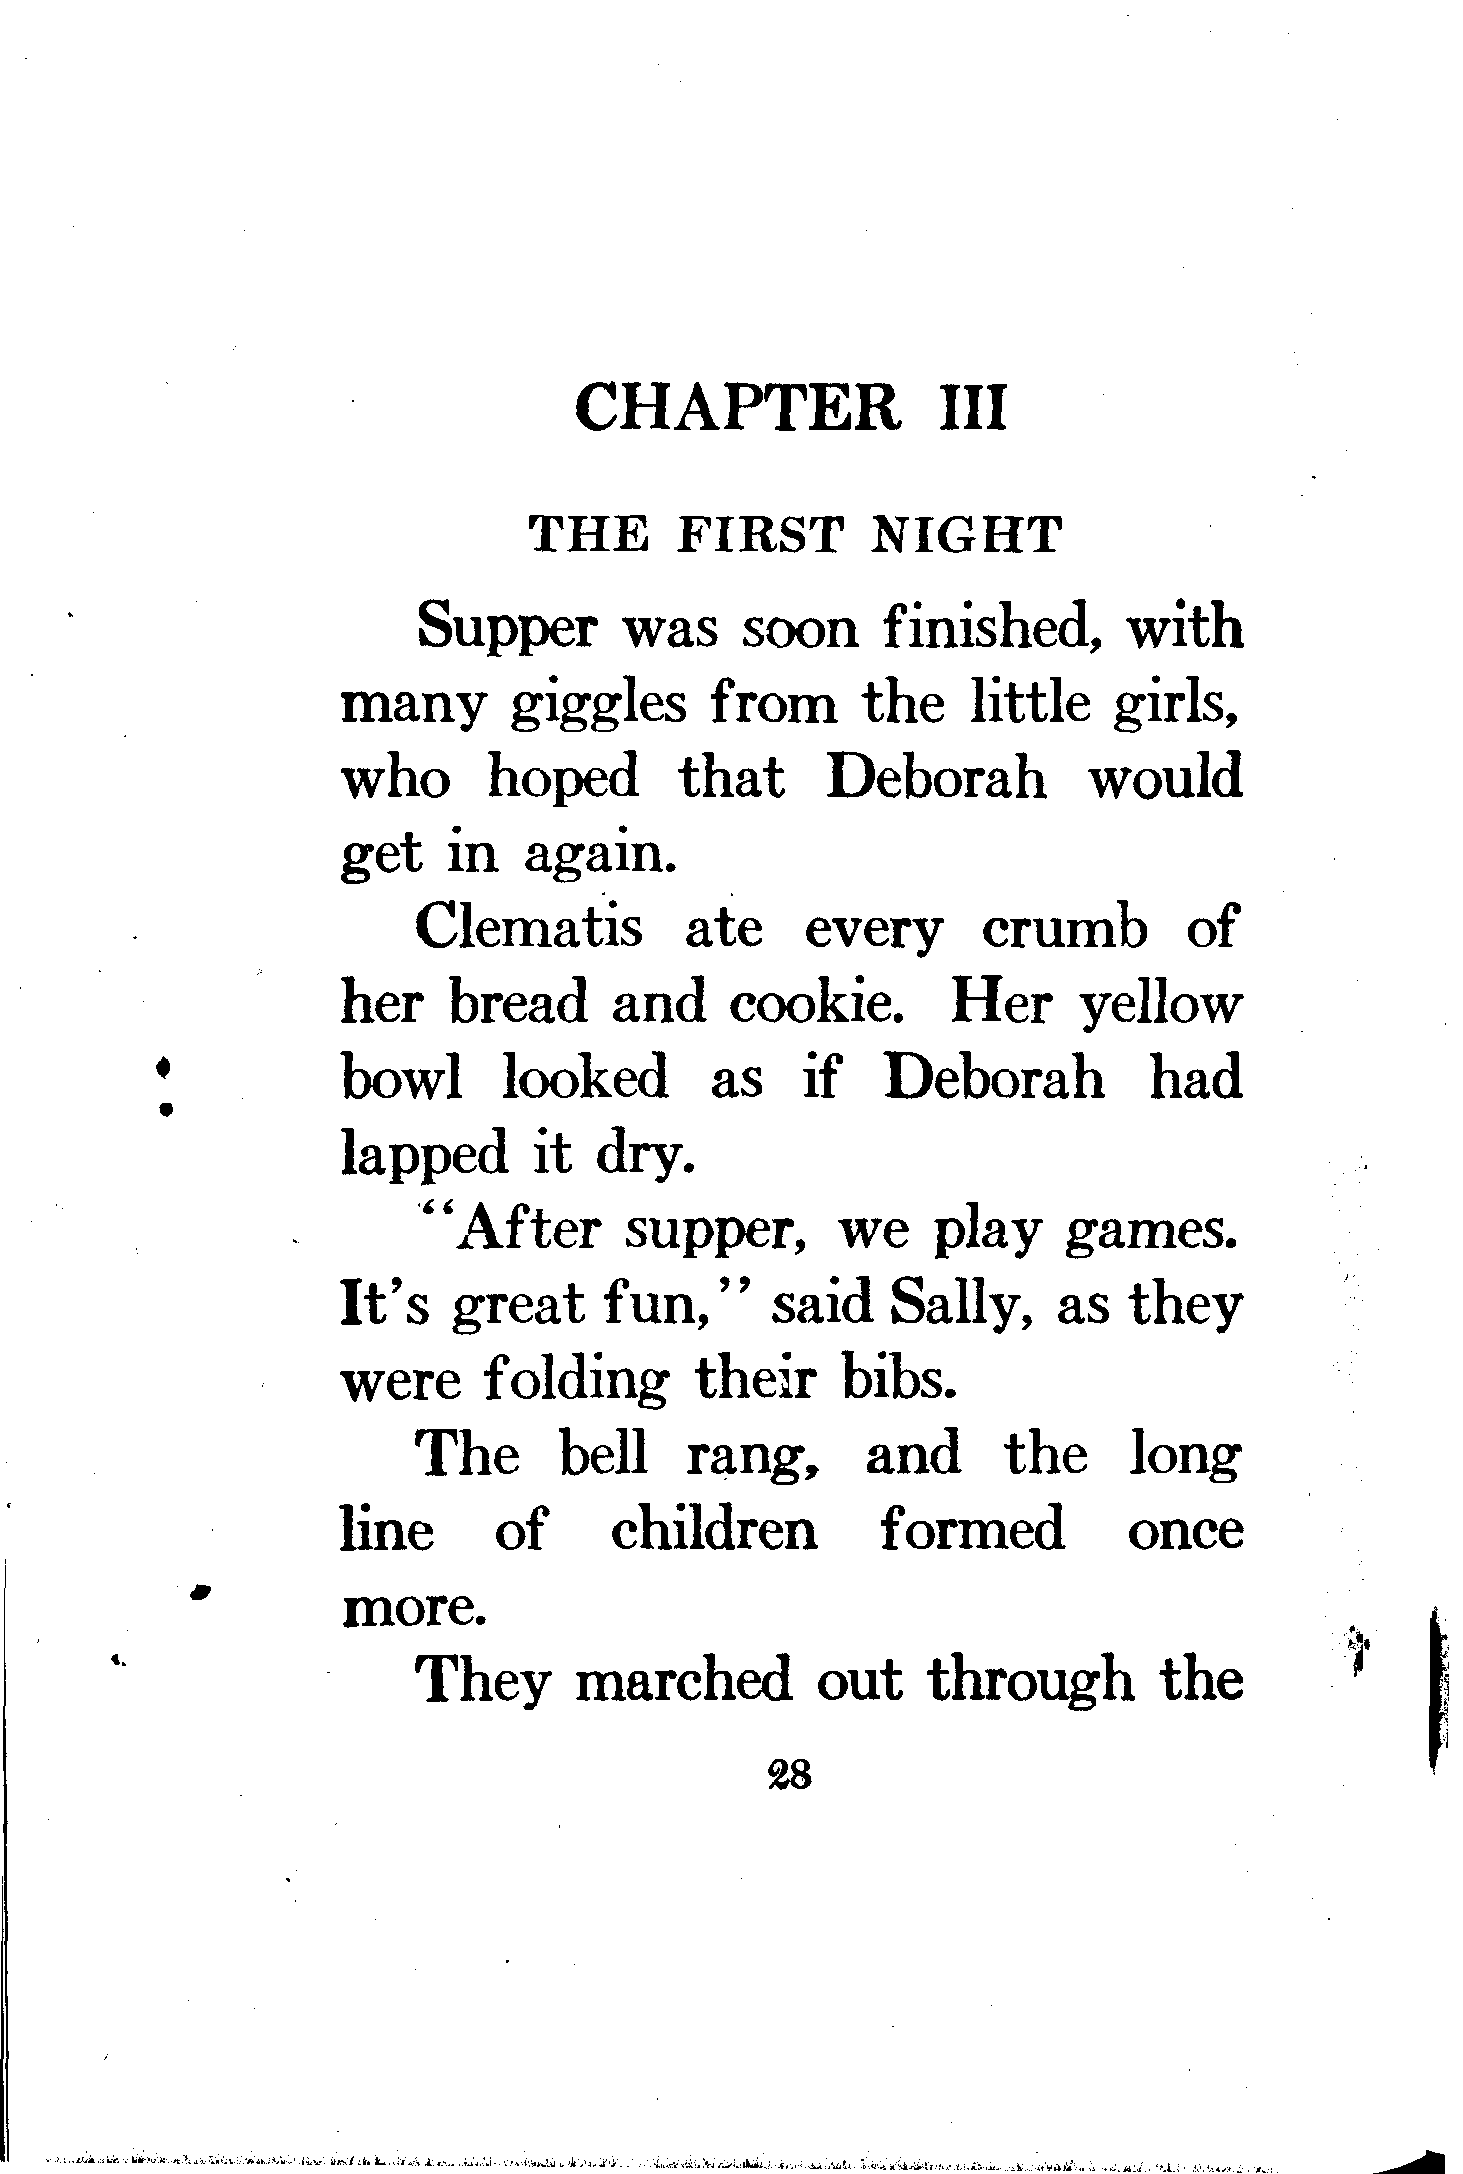 CHAPTER III
THE FIRST NIGHT
Supper was soon finished, with
many giggles from the little girls,
who hoped that Deborah would
get in again.
Clematis ate every crumb of
her bread and cookie. Her yellow
bowl looked as if Deborah had
lapped it dry.
"After supper, we play games.
It's great fun," said Sally, as they
were folding their bibs.
The bell rang, and the long
line of children formed once
more.
They marched out through the
28